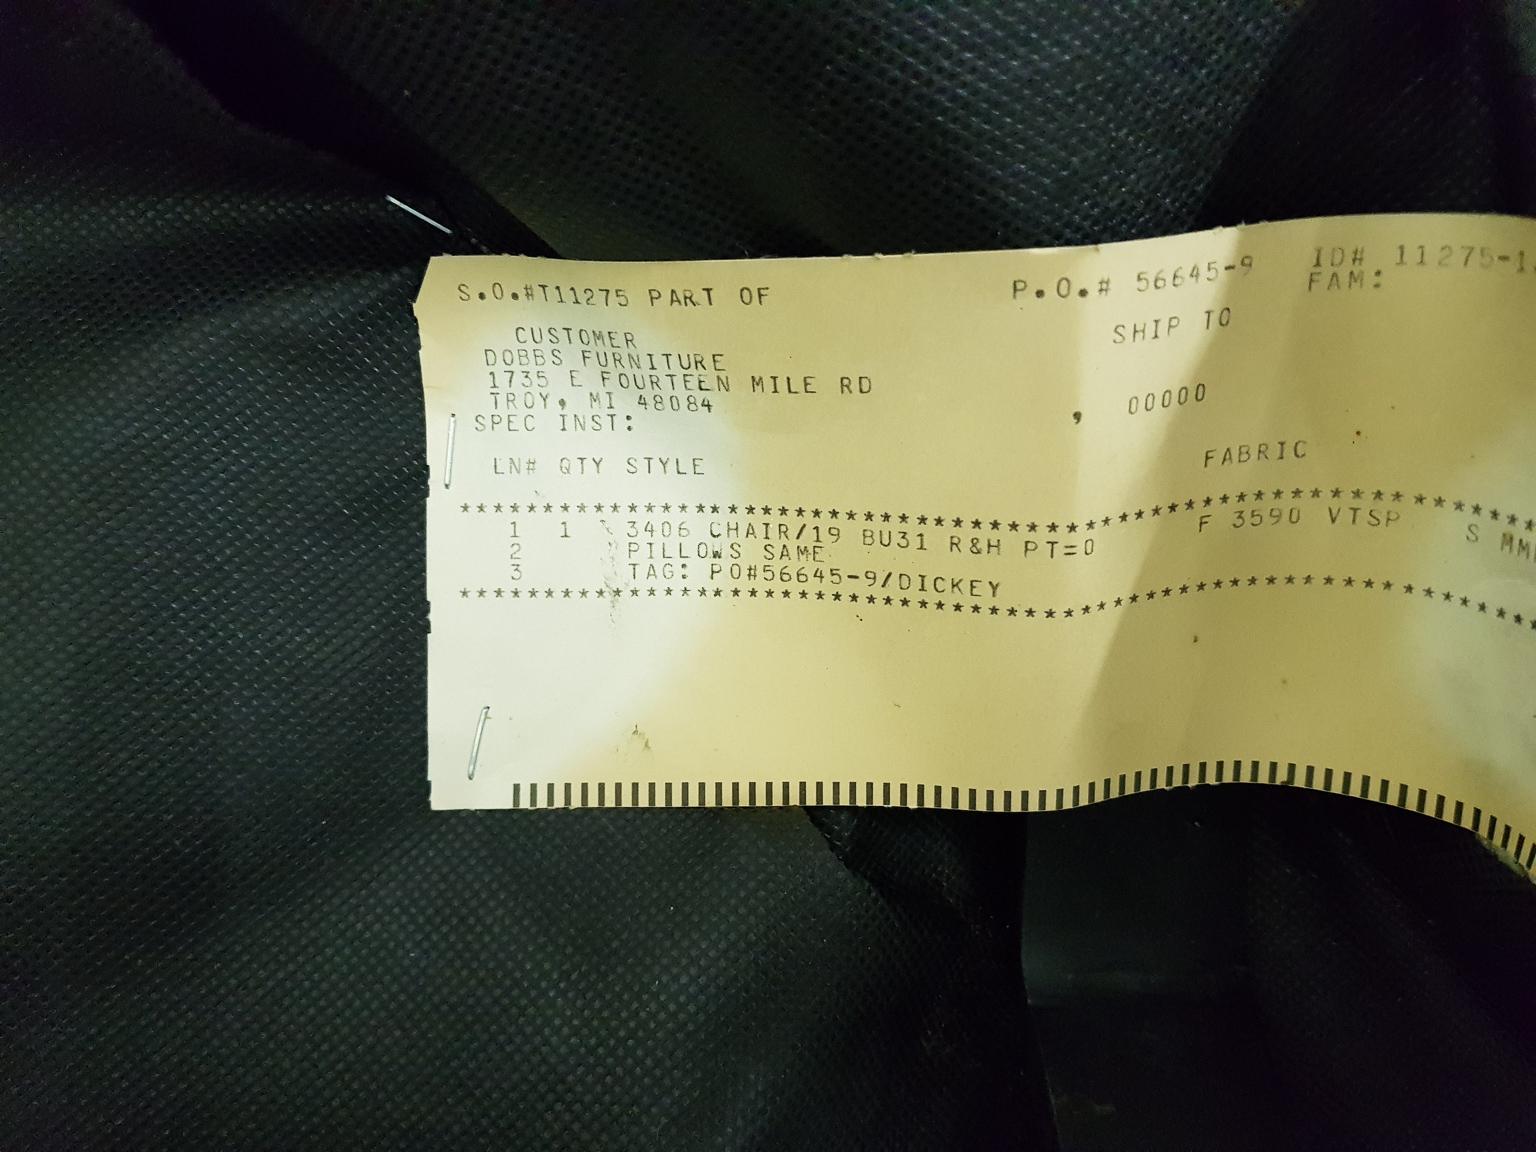 S.O.#T11275 PART OF P.O.# 56645-9 ID# 11275-1
FAM:
CUSTOMER SHIP TO
DOBBS FURNITURE
1735 E FOURTEEN MILE RD
TROY, MI 48084 , 00000
SPEC INST:
LN# QTY STYLE FABRIC
************************************************************
1 1 3406 CHAIR/19 BU31 R&H PT=0 F 3590 VTSP S MM
2 PILLOWS SAME
3 TAG: PO#56645-9/DICKEY
************************************************************